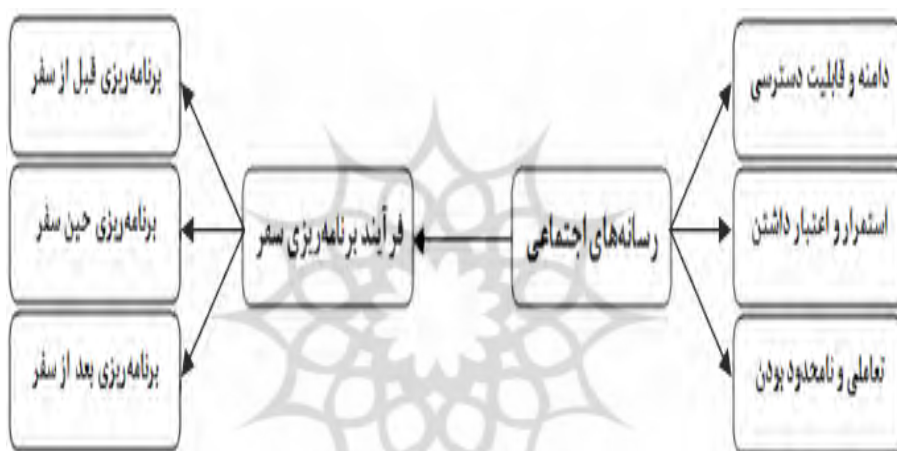 دامنه و قابلیت دسترسی
استمرار و اعتبار داشتن
تعاملی و نامحدود بودن
رسانه‌های اجتماعی
فرآیند برنامه‌ریزی سفر
برنامه‌ریزی قبل از سفر
برنامه‌ریزی حین سفر
برنامه‌ریزی بعد از سفر